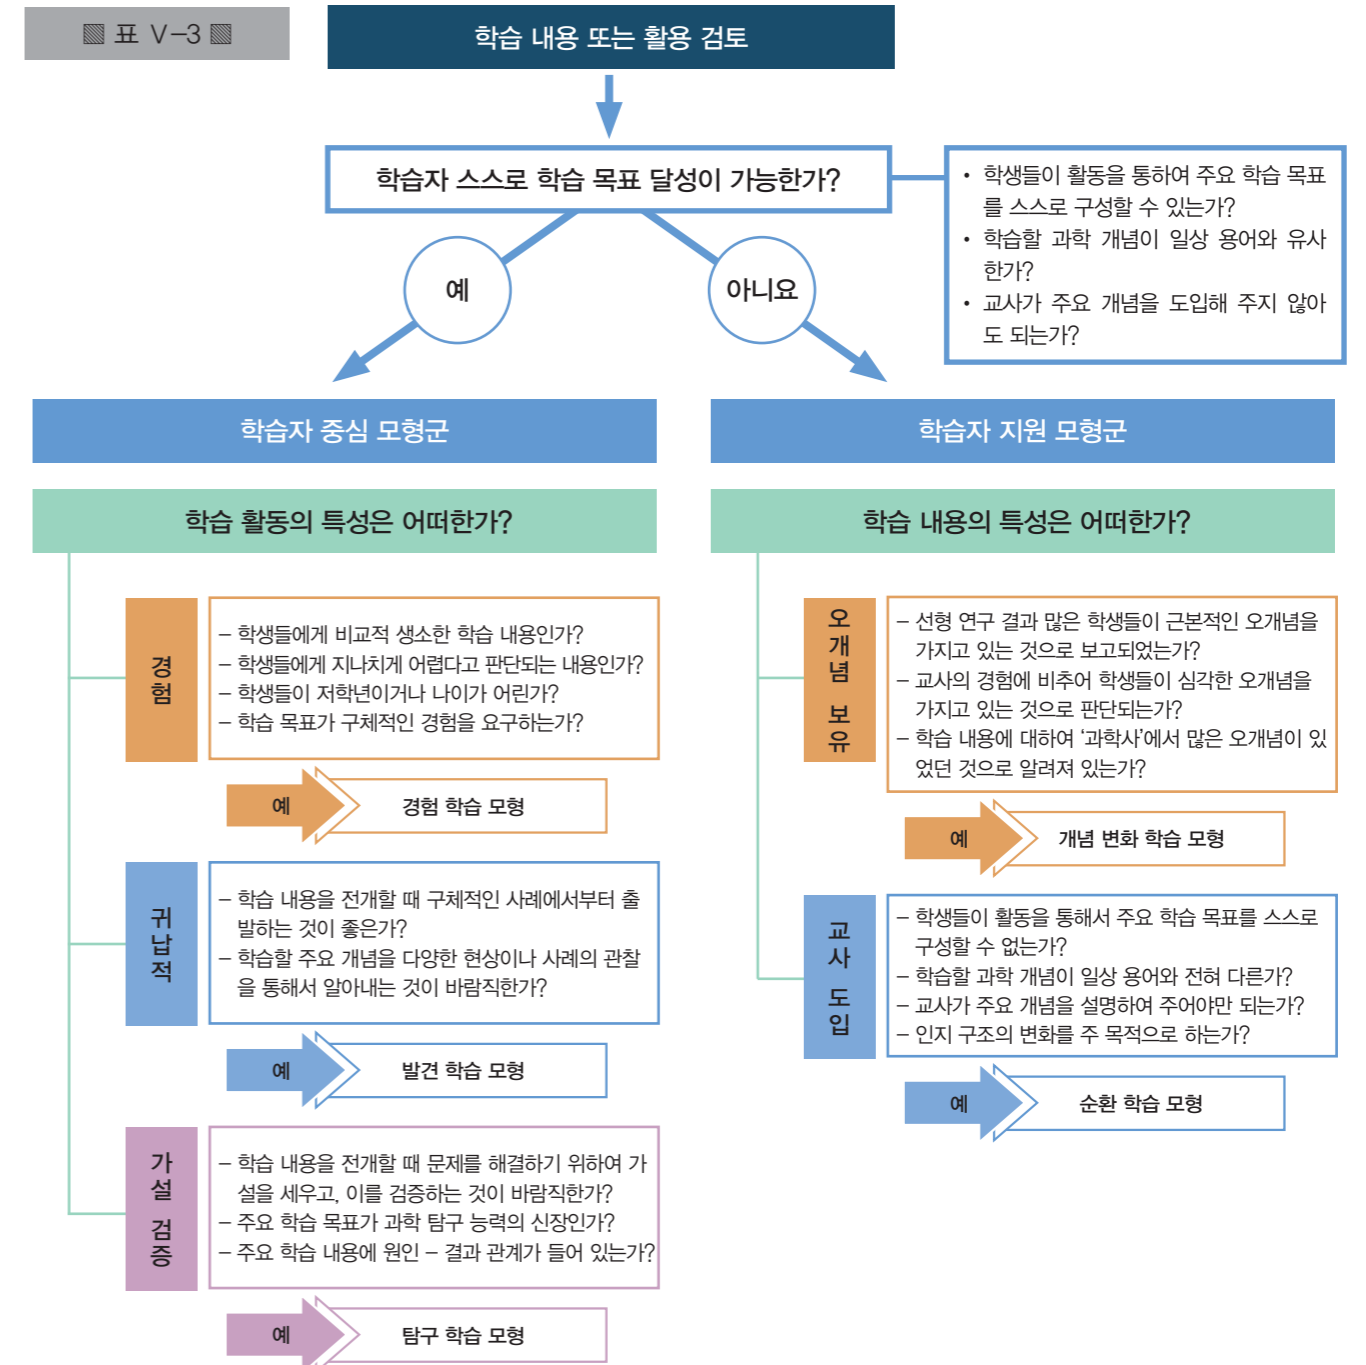 ▧ 표 Ⅴ-3 ▧
학습 내용 또는 활용 검토
학습자 스스로 학습 목표 달성이 가능한가?
• 학생들이 활동을 통하여 주요 학습 목표
를 스스로 구성할 수 있는가?
• 학습할 과학 개념이 일상 용어와 유사
한가?
• 교사가 주요 개념을 도입해 주지 않아
도 되는가?
예
아니요
학습자 중심 모형군
학습 활동의 특성은 어떠한가?
경험
– 학생들에게 비교적 생소한 학습 내용인가?
– 학생들에게 지나치게 어렵다고 판단되는 내용인가?
– 학생들이 저학년이거나 나이가 어린가?
– 학습 목표가 구체적인 경험을 요구하는가?
예
경험 학습 모형
귀납적
– 학습 내용을 전개할 때 구체적인 사례에서부터 출
발하는 것이 좋은가?
– 학습할 주요 개념을 다양한 현상이나 사례의 관찰
을 통해서 알아내는 것이 바람직한가?
예
발견 학습 모형
가설 검증
– 학습 내용을 전개할 때 문제를 해결하기 위하여 가
설을 세우고, 이를 검증하는 것이 바람직한가?
– 주요 학습 목표가 과학 탐구 능력의 신장인가?
– 주요 학습 내용에 원인 – 결과 관계가 들어 있는가?
예
탐구 학습 모형
학습자 지원 모형군
학습 내용의 특성은 어떠한가?
오개념 보유
– 선형 연구 결과 많은 학생들이 근본적인 오개념을
가지고 있는 것으로 보고되었는가?
– 교사의 경험에 비추어 학생들이 심각한 오개념을
가지고 있는 것으로 판단되는가?
– 학습 내용에 대하여 ‘과학사’에서 많은 오개념이 있
었던 것으로 알려져 있는가?
예
개념 변화 학습 모형
교사 도입
– 학생들이 활동을 통해서 주요 학습 목표를 스스로
구성할 수 없는가?
– 학습할 과학 개념이 일상 용어와 전혀 다른가?
– 교사가 주요 개념을 설명하여 주어야만 되는가?
– 인지 구조의 변화를 주 목적으로 하는가?
예
순환 학습 모형